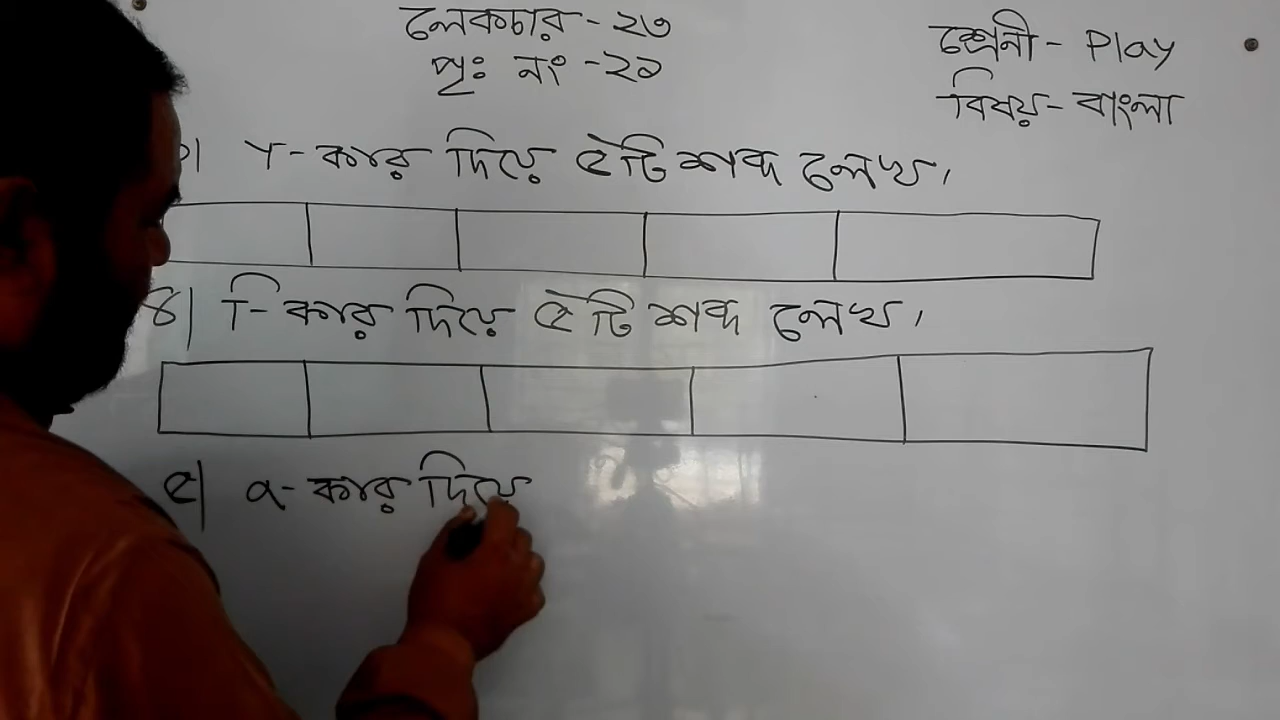 লেকচার - ২৩
পৃঃ নং - ২১
শ্রেনী - Play
বিষয় - বাংলা
৩| া - কার দিয়ে ৫টি শব্দ লেখ।
৪| ি - কার দিয়ে ৫টি শব্দ লেখ।
৫| ে - কার দিয়ে